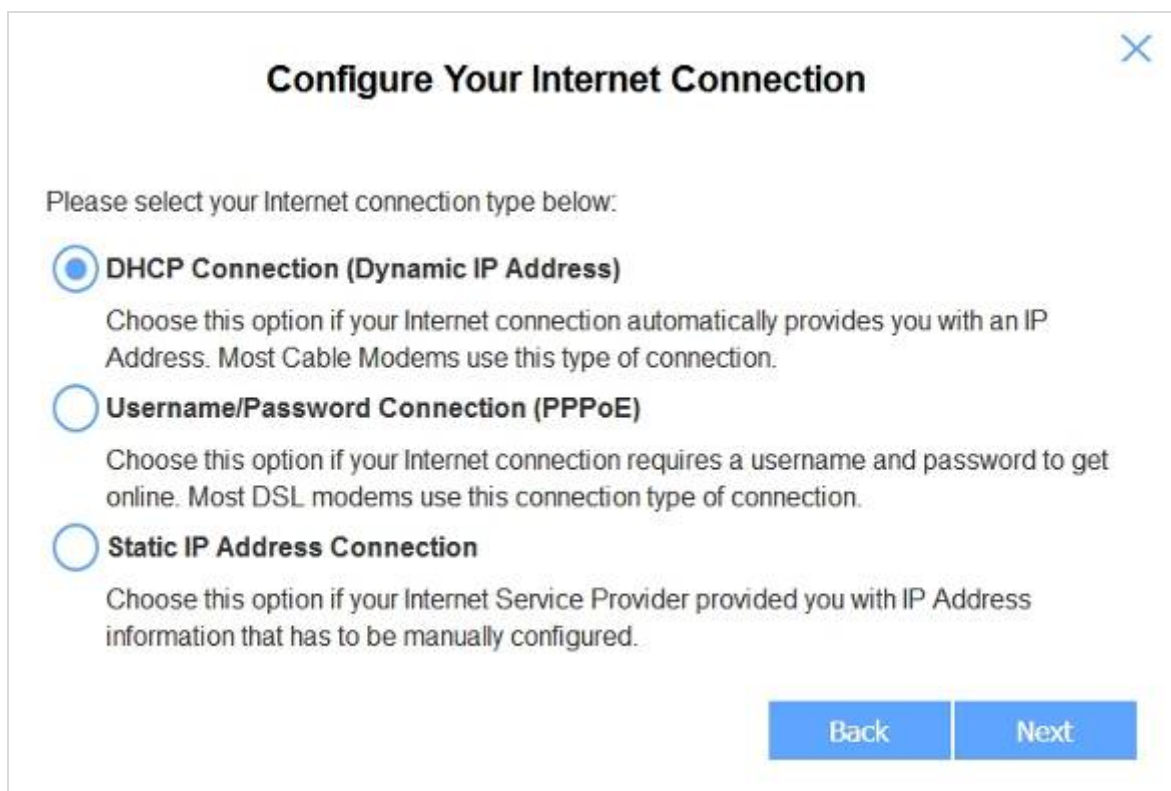 Configure Your Internet Connection
Please select your Internet connection type below:
DHCP Connection (Dynamic IP Address)
Choose this option if your Internet connection automatically provides you with an IP
Address. Most Cable Modems use this type of connection.
Username/Password Connection (PPPoE)
Choose this option if your Internet connection requires a username and password to get
online. Most DSL modems use this connection type of connection.
Static IP Address Connection
Choose this option if your Internet Service Provider provided you with IP Address
information that has to be manually configured.
Back Next